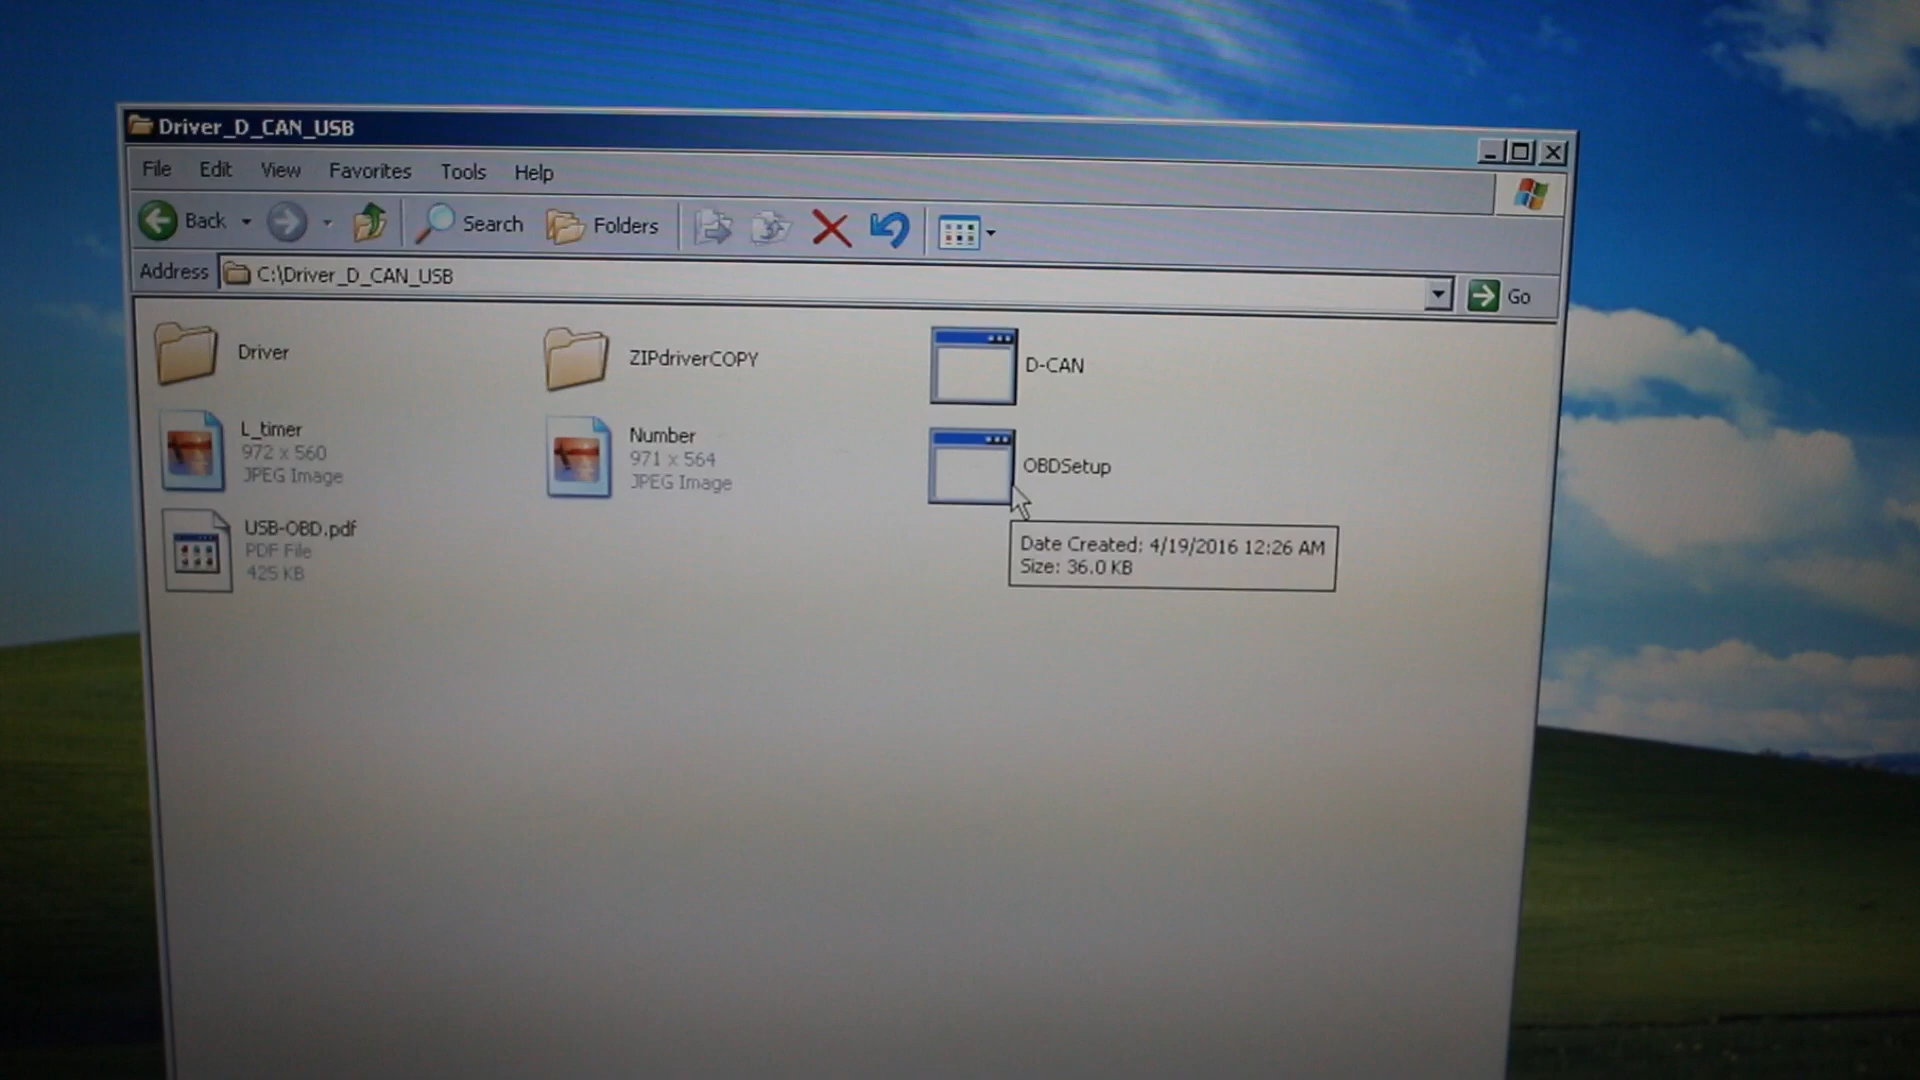 Driver_D_CAN_USB
File Edit View Favorites Tools Help
Back Search Folders
Address C:\Driver_D_CAN_USB Go
Driver
ZIPdriverCOPY
D-CAN
L_timer
972 x 560
JPEG Image
Number
971 x 564
JPEG Image
OBDSetup
USB-OBD.pdf
PDF File
425 KB
Date Created: 4/19/2016 12:26 AM
Size: 36.0 KB